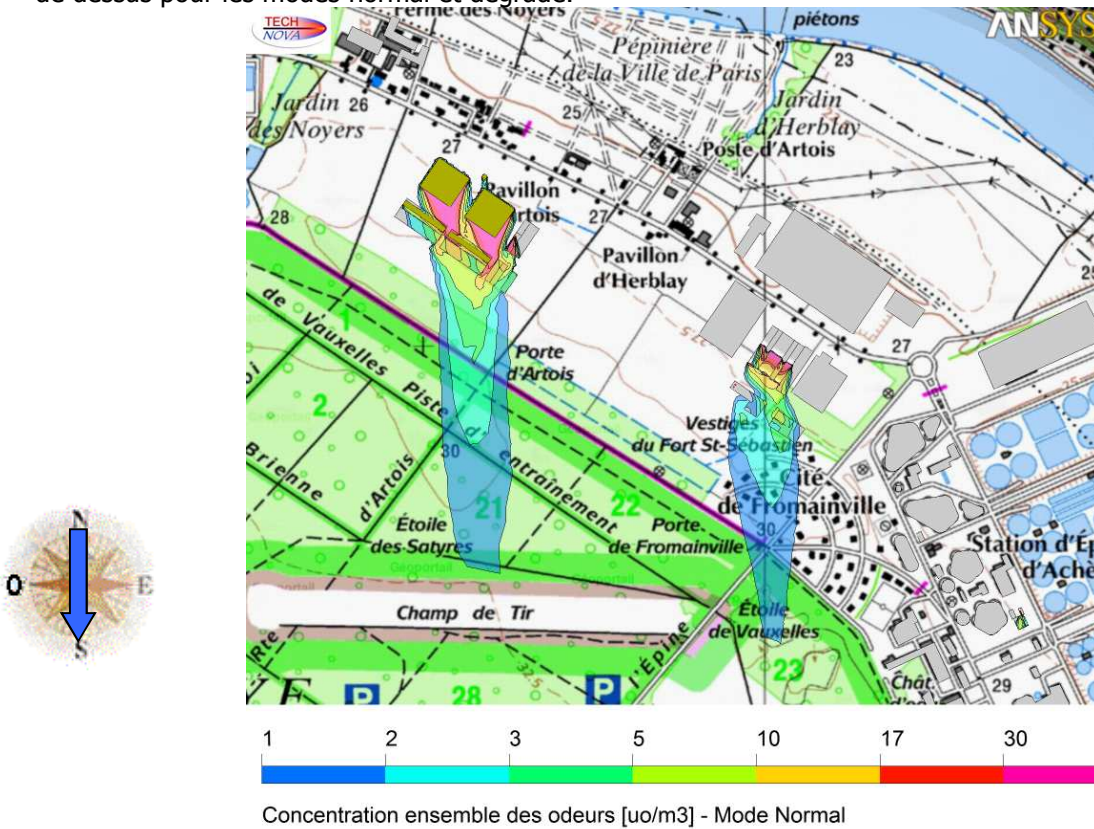 de dessus pour les modes normal et dégradé.
TECH
NOVA
Ferme des Noyers
piétons
ANSYS
Pépinière
de la Ville de Paris
23
25
Jardin
des Noyers
26
25
Jardin
d'Herblay
Poste d'Artois
27
Pavillon
28
27
Pavillon
d'Herblay
27
de Vauxelles Piste d'entraînement
1
Porte
d'Artois
2
Brienne
d'Artois
30
21
22
Vestiges
du Fort St-Sébastien
Cité
de Fromainville
30
Étoile
des Satyres
Porte
de Fromainville
Géoportail
Station d'Ép
d'Achè
N
O
E
S
Champ de Tir
Étoile
de Vauxelles
Rte
l'Épine
23
P
P
28
325
Chât.
29
1 2 3 5 10 17 30
Concentration ensemble des odeurs [uo/m3] - Mode Normal